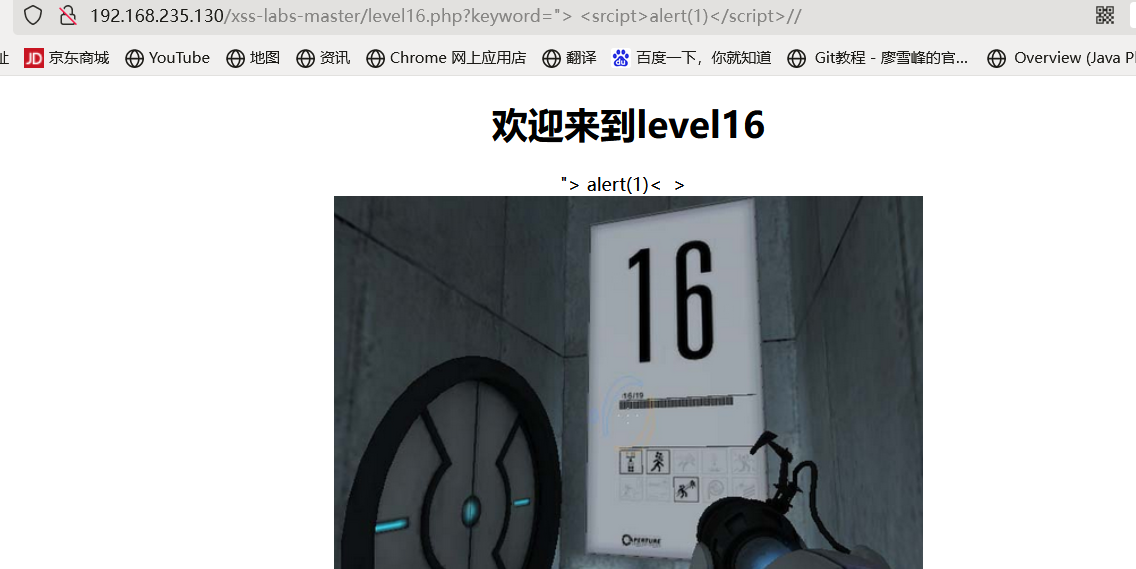 192.168.235.130/xss-labs-master/level16.php?keyword="> <srcipt>alert(1)</script>//
址 JD 京东商城 YouTube 地图 资讯 Chrome 网上应用店 翻译 du 百度一下，你就知道 Git教程 - 廖雪峰的官... Overview (Java Pl
欢迎来到level16
"> alert(1)< >
16
16/19
APERTURE